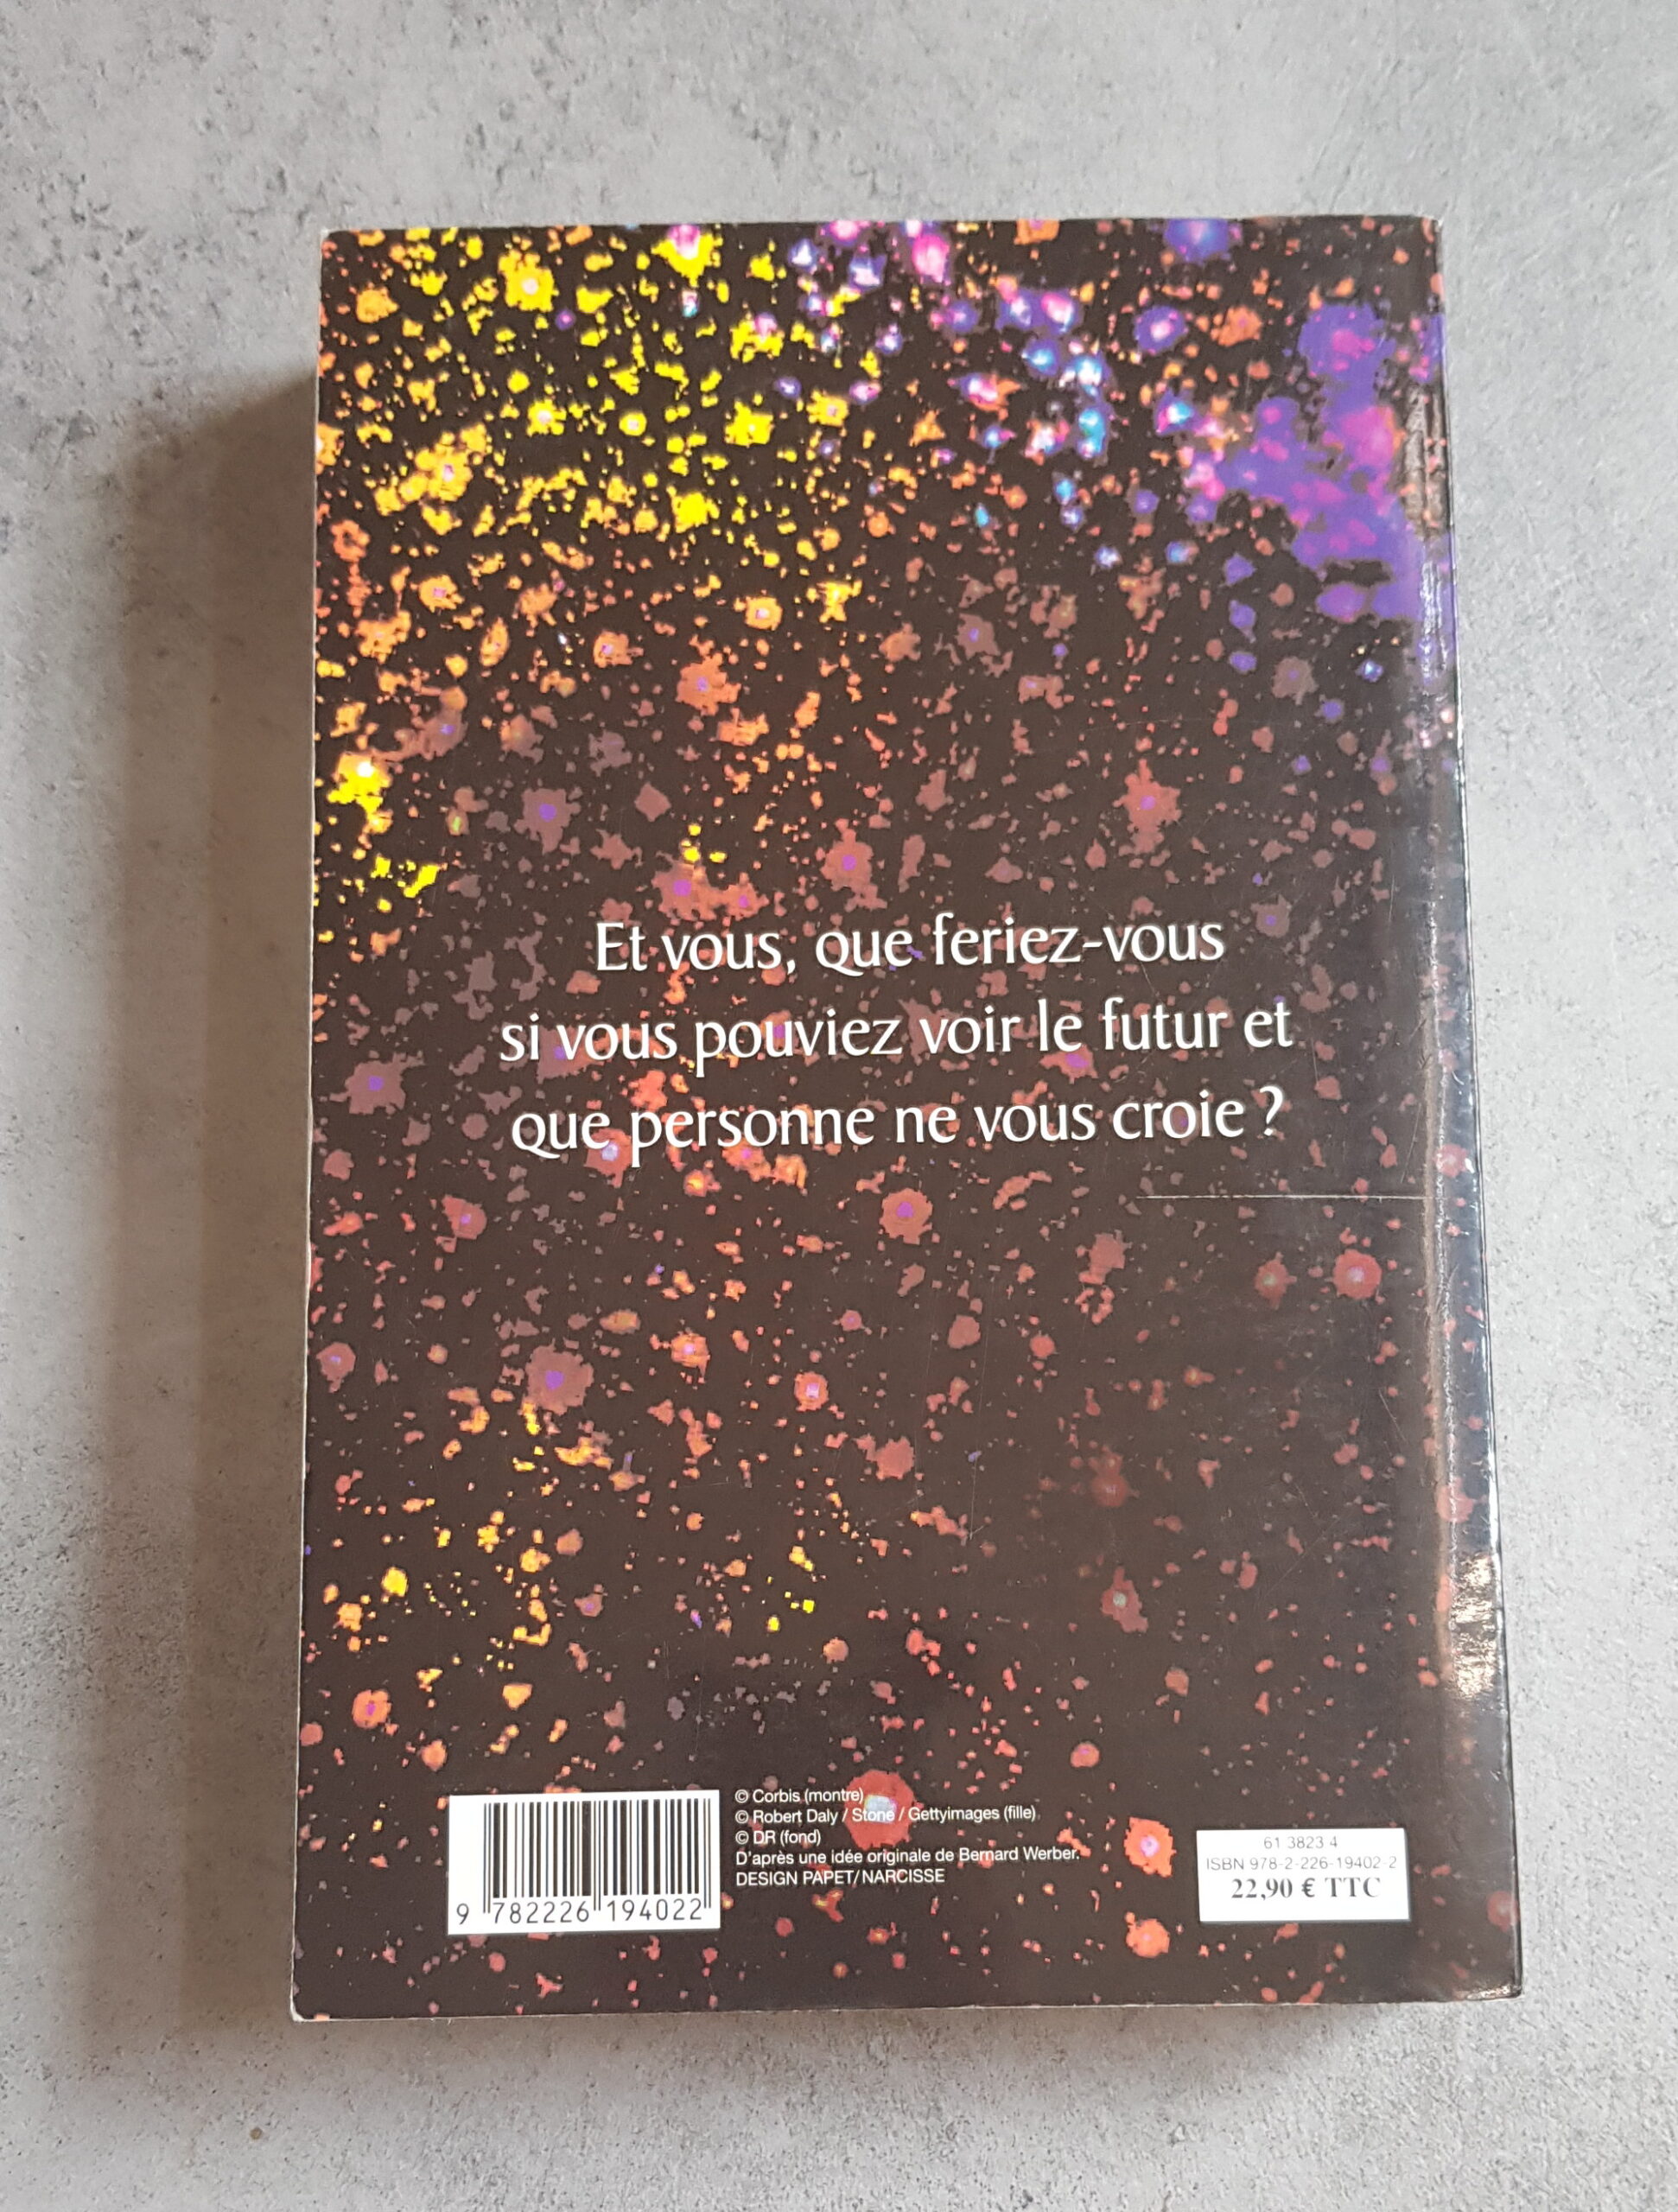 Et vous, que feriez-vous
si vous pouviez voir le futur et
que personne ne vous croie ?
© Corbis (montre)
© Robert Daly / Stone / Gettyimages (fille)
© DR (fond)
D'après une idée originale de Bernard Werber.
DESIGN PAPET/NARCISSE
9 782226 194022
61 3823 4
ISBN 978-2-226-19402-2
22,90 € TTC